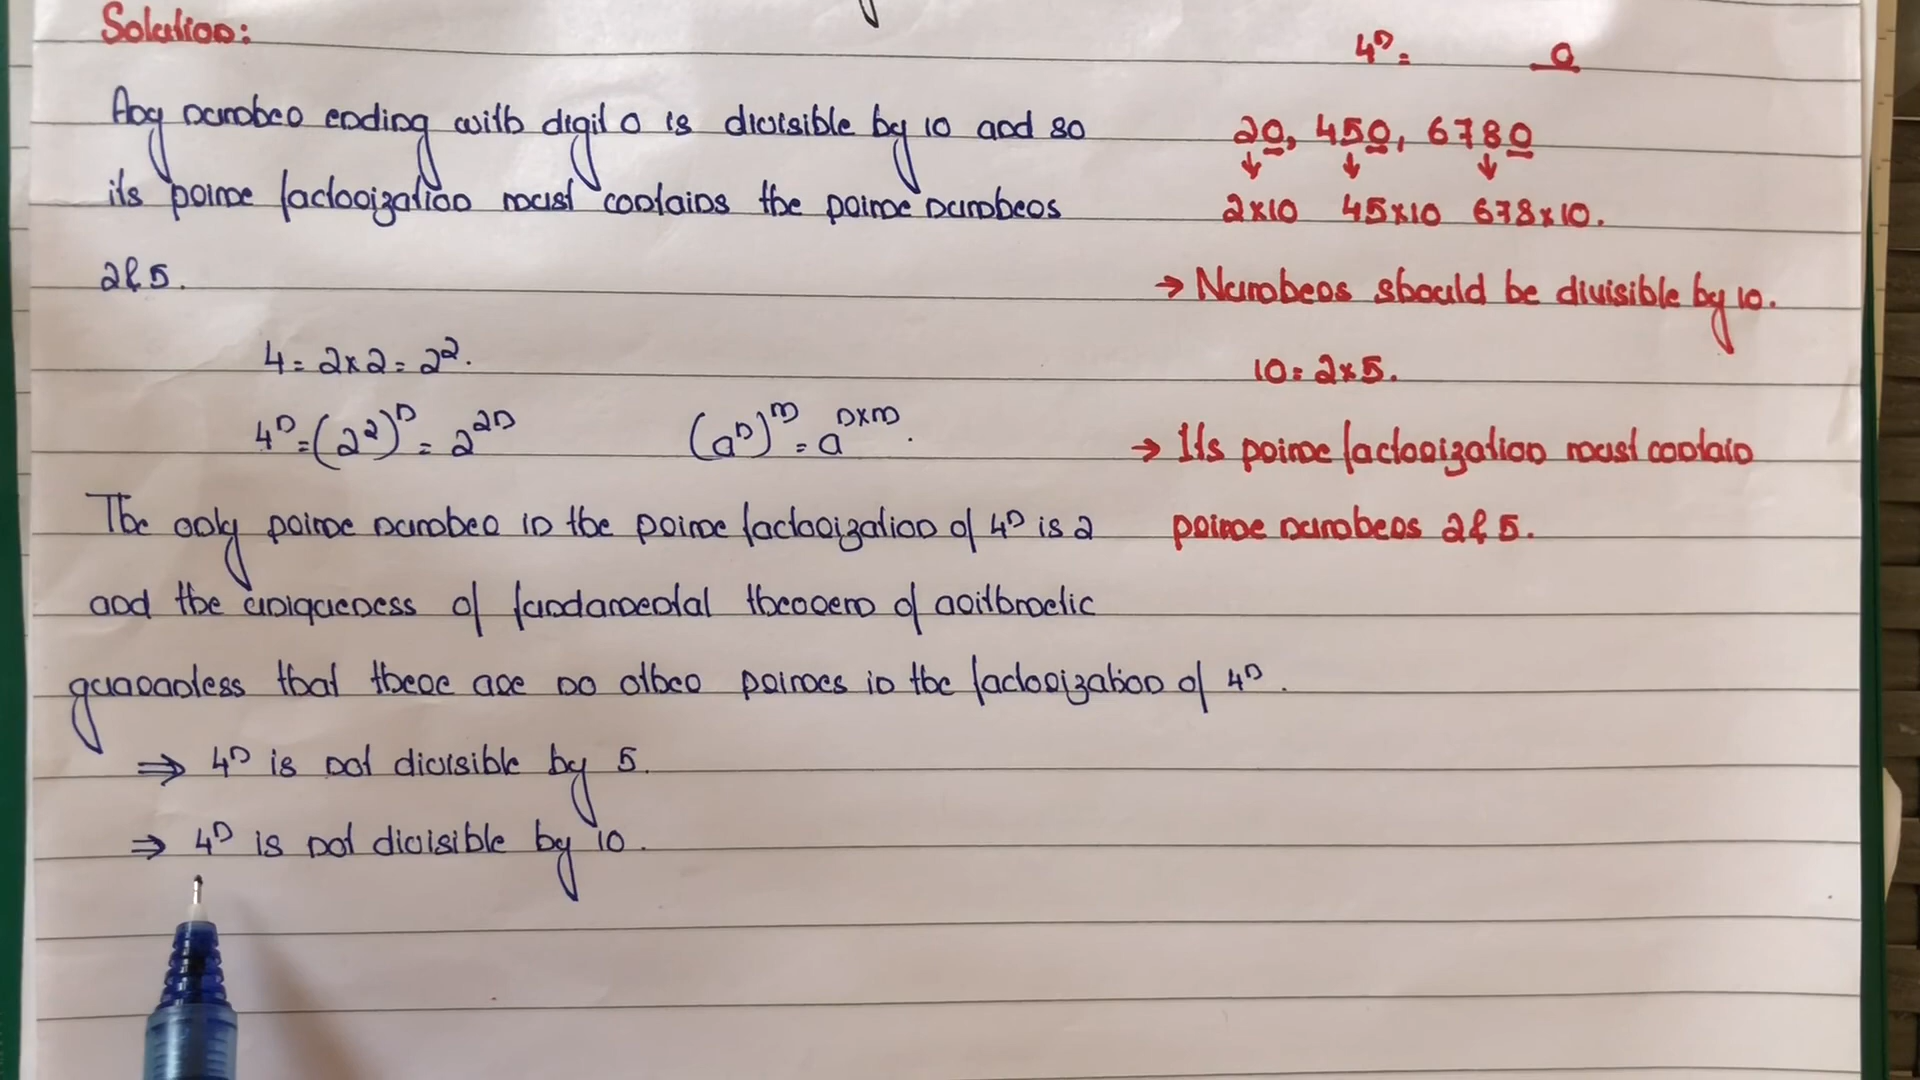 Solution:
4ⁿ = 0
Any number ending with digit 0 is divisible by 10 and so
20, 450, 6780
its prime factorization must contains the prime numbers
2×10 45×10 678×10.
2 & 5.
→ Numbers should be divisible by 10.
4 = 2×2 = 2².
10 = 2×5.
4ⁿ = (2²)ⁿ = 2²ⁿ (aⁿ)ᵐ = aⁿˣᵐ.
→ Its prime factorization must contain
prime numbers 2 & 5.
The only prime number in the prime factorization of 4ⁿ is 2
and the uniqueness of fundamental theorem of arithmetic
guarantess that there are no other primes in the factorization of 4ⁿ.
⇒ 4ⁿ is not divisible by 5.
⇒ 4ⁿ is not divisible by 10.